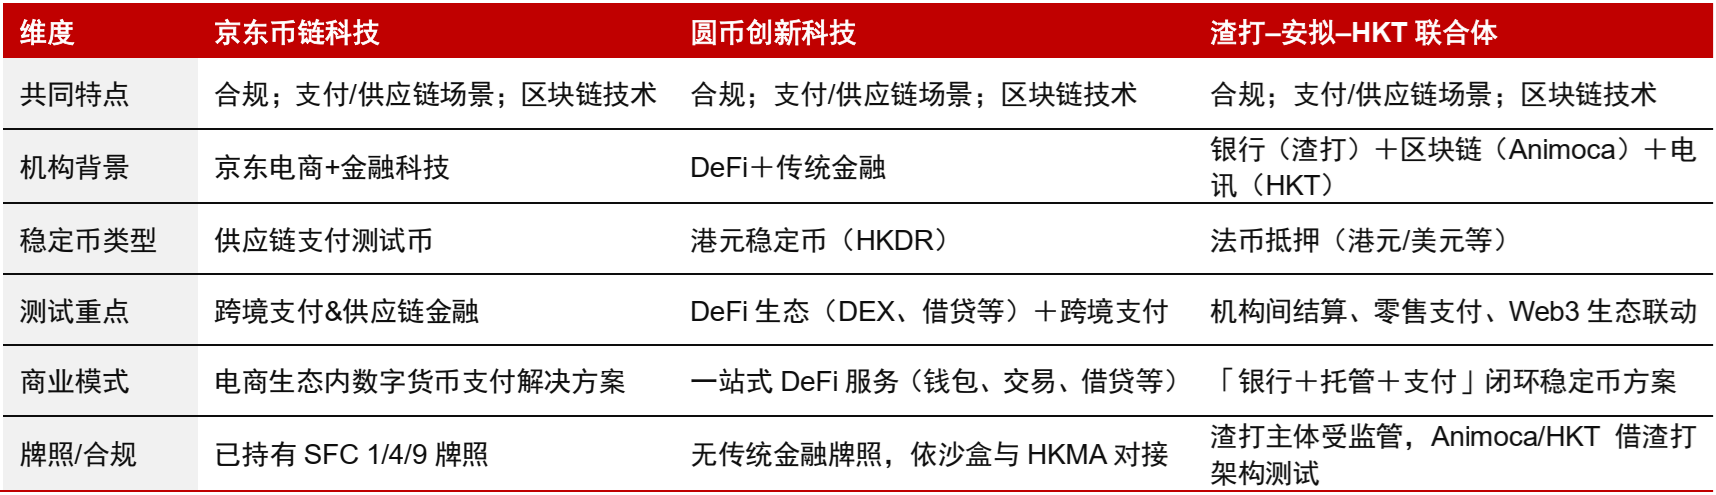 维度 京东币链科技 圆币创新科技 渣打–安拟–HKT 联合体
共同特点 合规；支付/供应链场景；区块链技术 合规；支付/供应链场景；区块链技术 合规；支付/供应链场景；区块链技术
机构背景 京东电商+金融科技 DeFi＋传统金融 银行（渣打）＋区块链（Animoca）＋电
讯（HKT）
稳定币类型 供应链支付测试币 港元稳定币（HKDR） 法币抵押（港元/美元等）
测试重点 跨境支付&供应链金融 DeFi 生态（DEX、借贷等）＋跨境支付 机构间结算、零售支付、Web3 生态联动
商业模式 电商生态内数字货币支付解决方案 一站式 DeFi 服务（钱包、交易、借贷等） 「银行＋托管＋支付」闭环稳定币方案
牌照/合规 已持有 SFC 1/4/9 牌照 无传统金融牌照，依沙盒与 HKMA 对接 渣打主体受监管，Animoca/HKT 借渣打
架构测试